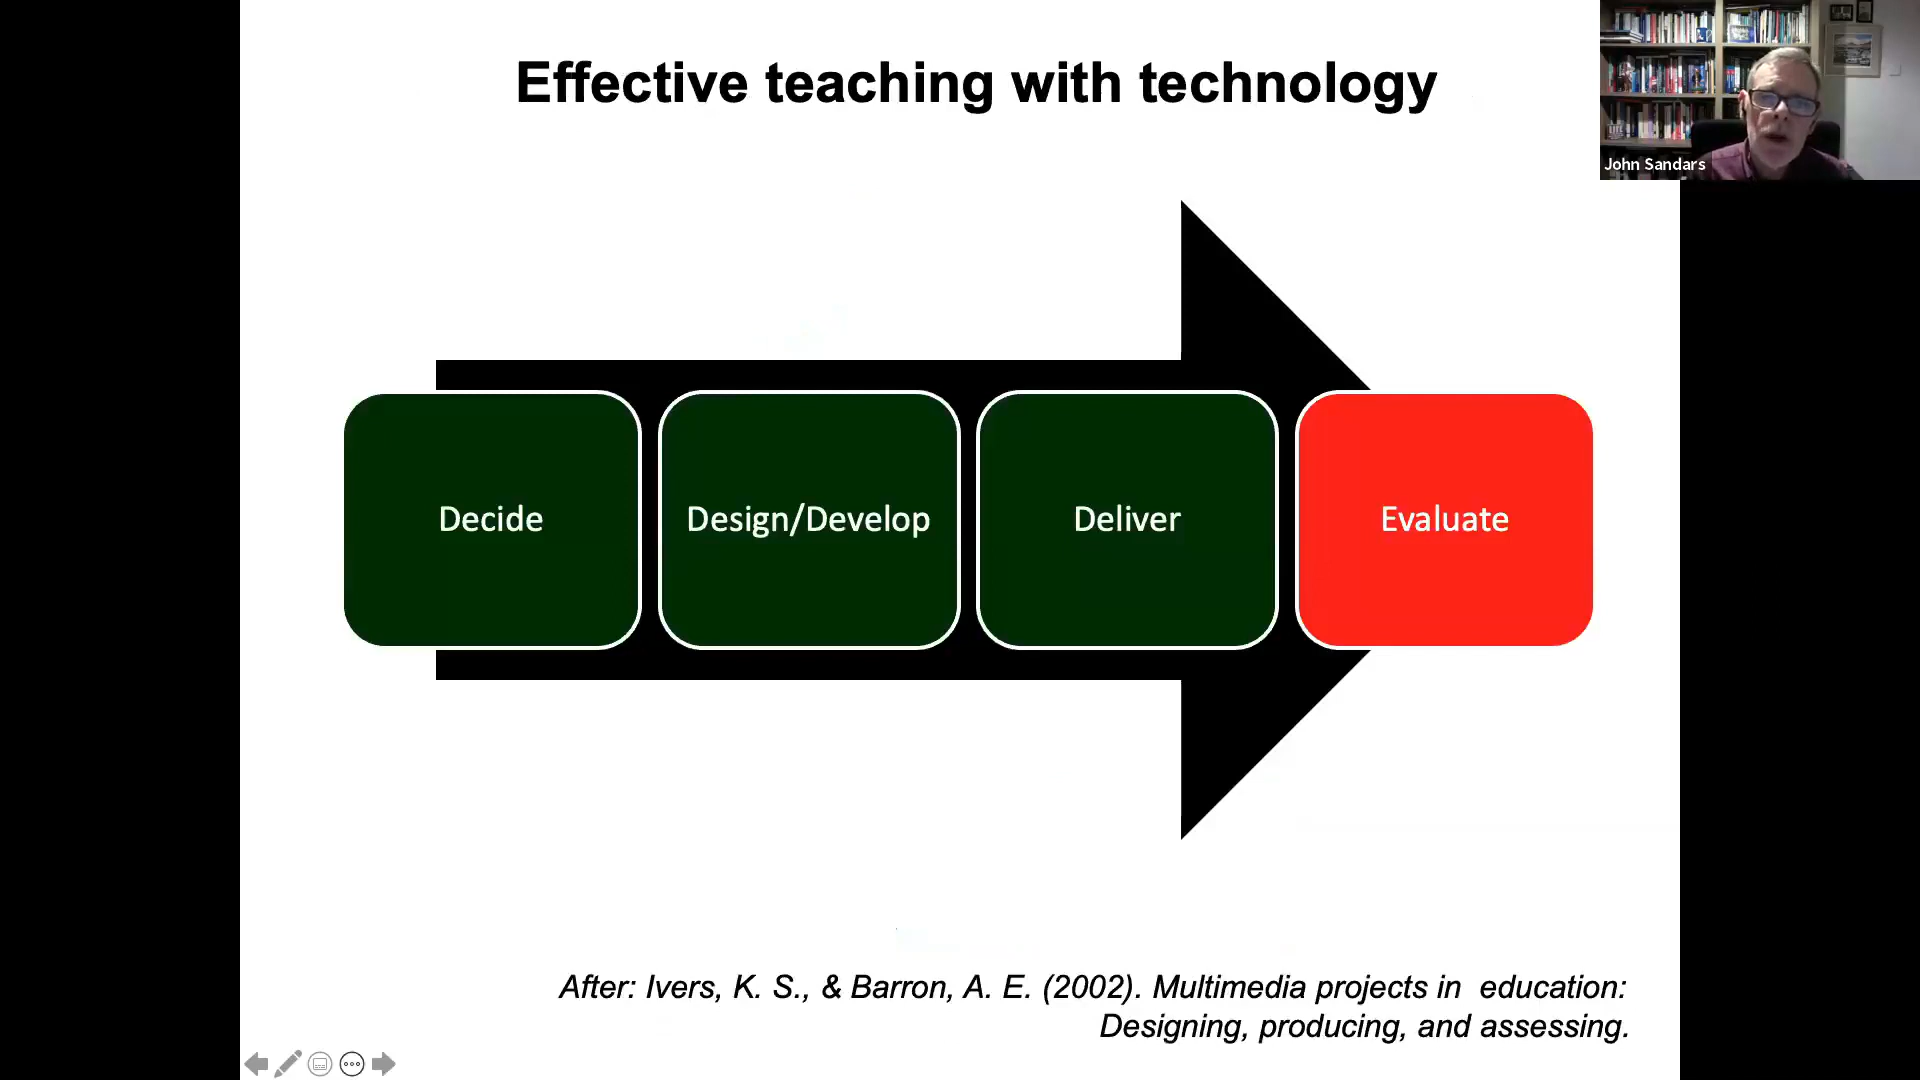 Effective teaching with technology
John Sandars
Decide
Design/Develop
Deliver
Evaluate
After: Ivers, K. S., & Barron, A. E. (2002). Multimedia projects in education:
Designing, producing, and assessing.